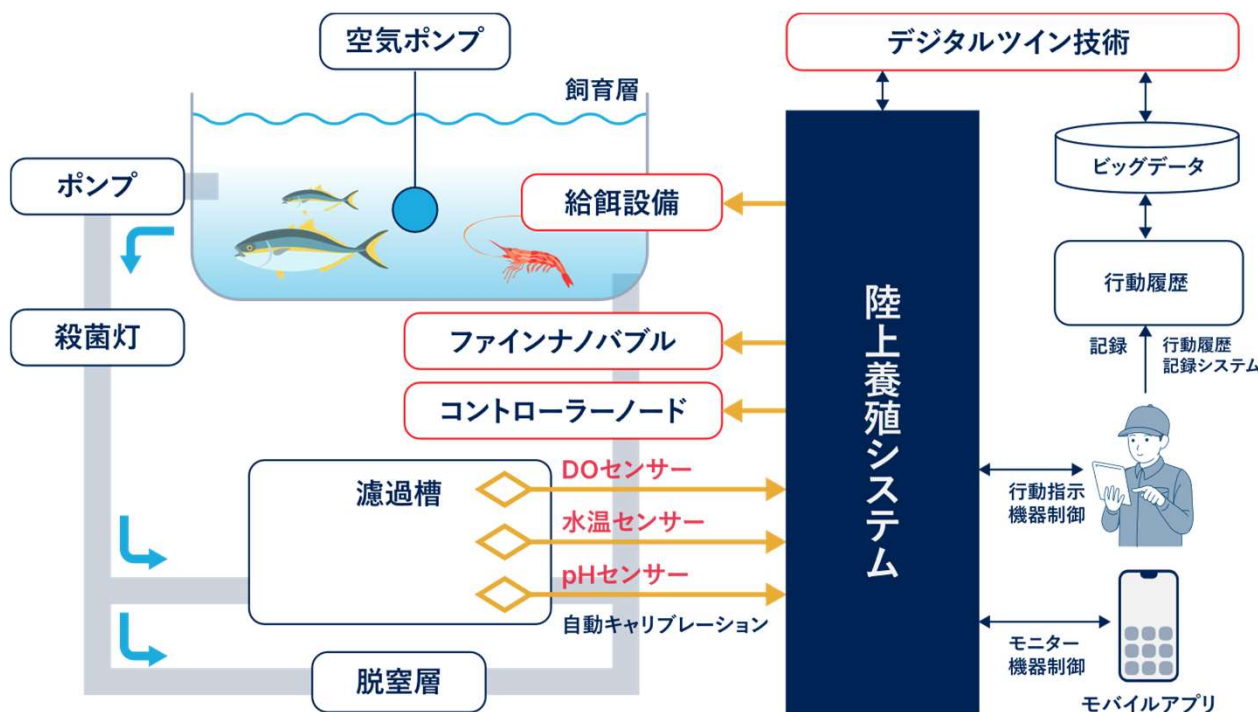 空気ポンプ
デジタルツイン技術
飼育層
ポンプ
ビッグデータ
給餌設備
行動履歴
殺菌灯
ファインナノバブル
記録
行動履歴
記録システム
コントローラーノード
陸上養殖システム
濾過槽
DOセンサー
水温センサー
pHセンサー
自動キャリブレーション
行動指示
機器制御
モニター
機器制御
脱窒層
モバイルアプリ